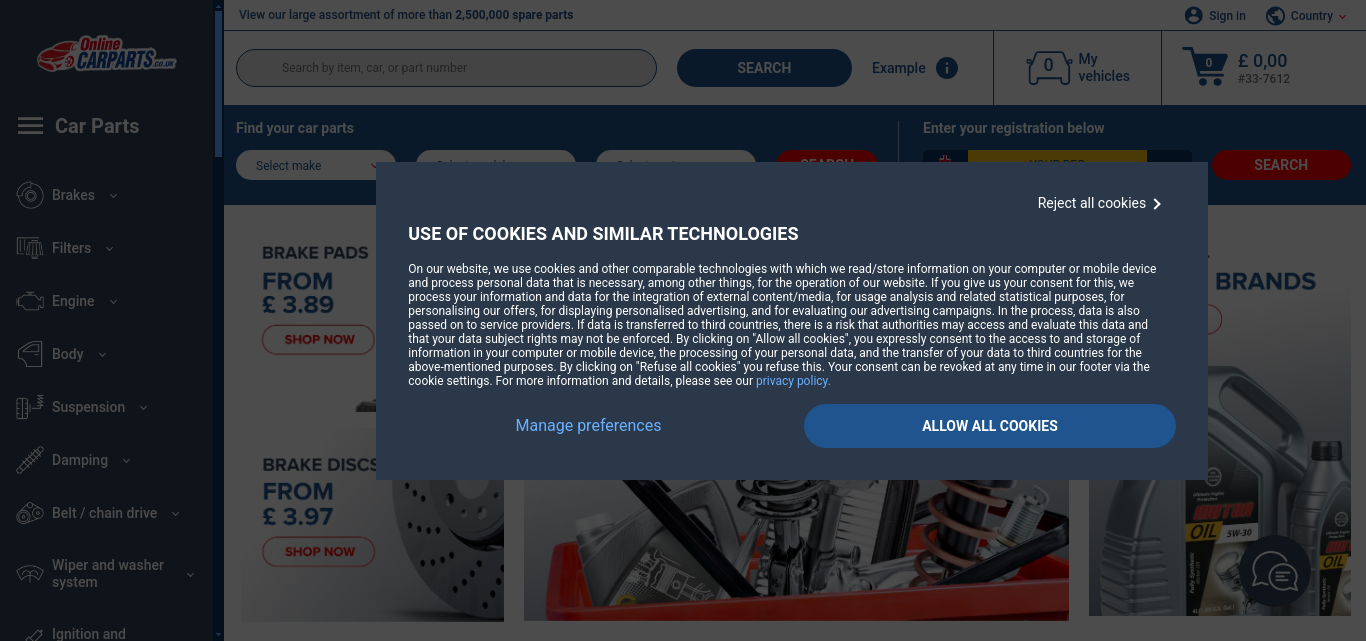 View our large assortment of more than 2,500,000 spare parts
Sign in
Country
Online
CARPARTS.CO.UK
Search by item, car, or part number
SEARCH
Example
0
My
vehicles
0
£ 0,00
#33-7612
Car Parts
Find your car parts
Enter your registration below
Select make
SEARCH
SEARCH
Brakes
Filters
Engine
Body
Suspension
Damping
Belt / chain drive
Wiper and washer
system
Ignition and
BRAKE PADS
FROM
£ 3.89
SHOP NOW
BRAKE DISCS
FROM
£ 3.97
SHOP NOW
BRANDS
Reject all cookies
USE OF COOKIES AND SIMILAR TECHNOLOGIES
On our website, we use cookies and other comparable technologies with which we read/store information on your computer or mobile device
and process personal data that is necessary, among other things, for the operation of our website. If you give us your consent for this, we
process your information and data for the integration of external content/media, for usage analysis and related statistical purposes, for
personalising our offers, for displaying personalised advertising, and for evaluating our advertising campaigns. In the process, data is also
passed on to service providers. If data is transferred to third countries, there is a risk that authorities may access and evaluate this data and
that your data subject rights may not be enforced. By clicking on "Allow all cookies", you expressly consent to the access to and storage of
information in your computer or mobile device, the processing of your personal data, and the transfer of your data to third countries for the
above-mentioned purposes. By clicking on "Refuse all cookies" you refuse this. Your consent can be revoked at any time in our footer via the
cookie settings. For more information and details, please see our privacy policy.
Manage preferences
ALLOW ALL COOKIES
MOTOR
OIL
5W-30
OIL